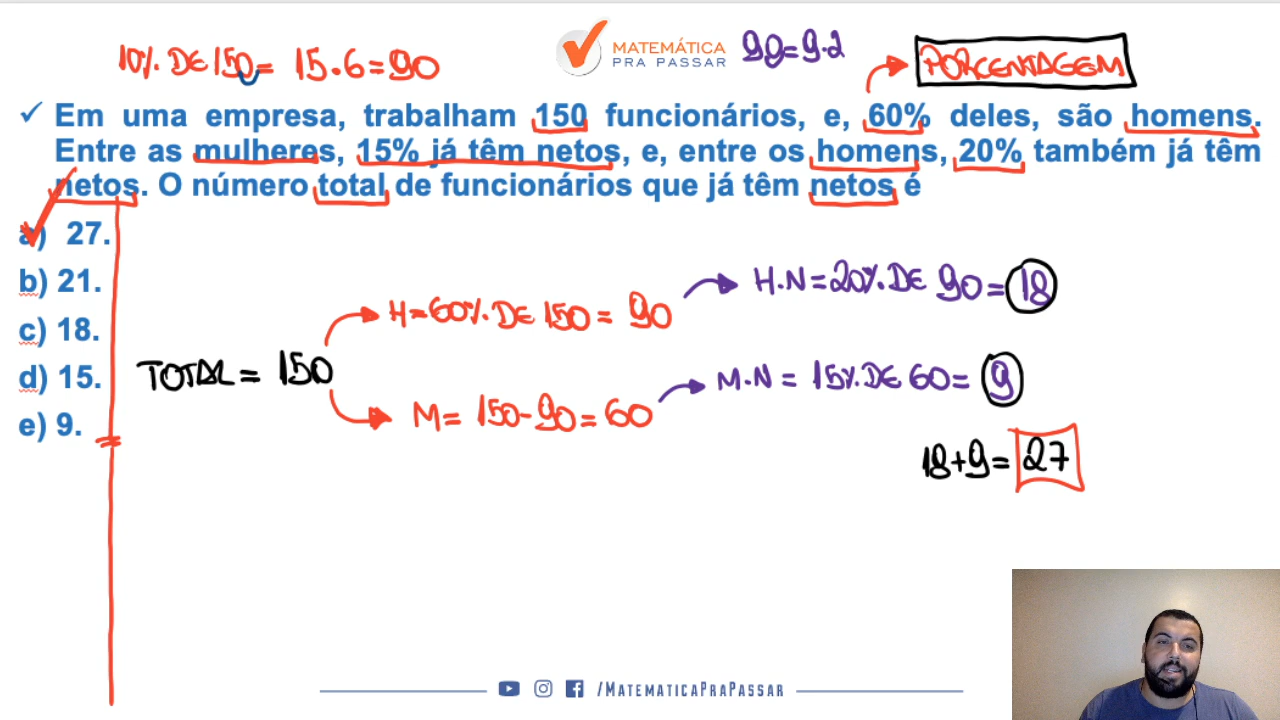 10% DE 150 = 15 . 6 = 90
MATEMÁTICA
PRA PASSAR
90 = 9.2
PORCENTAGEM
✓ Em uma empresa, trabalham 150 funcionários, e, 60% deles, são homens.
Entre as mulheres, 15% já têm netos, e, entre os homens, 20% também já têm
netos. O número total de funcionários que já têm netos é
a) 27.
b) 21.
c) 18.
d) 15.
e) 9.
H.N = 20% DE 90 = 18
H = 60% DE 150 = 90
TOTAL = 150
M.N = 15% DE 60 = 9
M = 150 - 90 = 60
18 + 9 = 27
/MATEMATICAPRAPASSAR